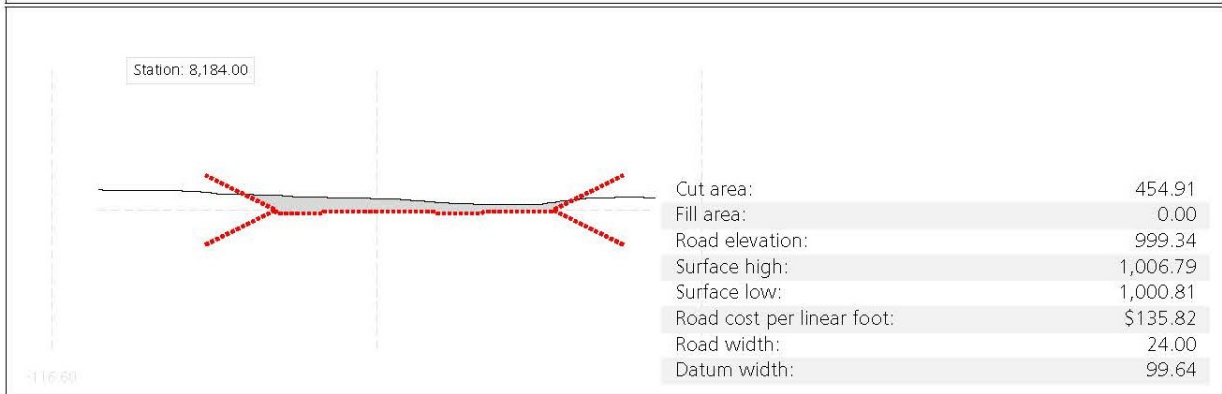 Station: 8,184.00
Cut area: 454.91
Fill area: 0.00
Road elevation: 999.34
Surface high: 1,006.79
Surface low: 1,000.81
Road cost per linear foot: $135.82
Road width: 24.00
Datum width: 99.64
-116.60